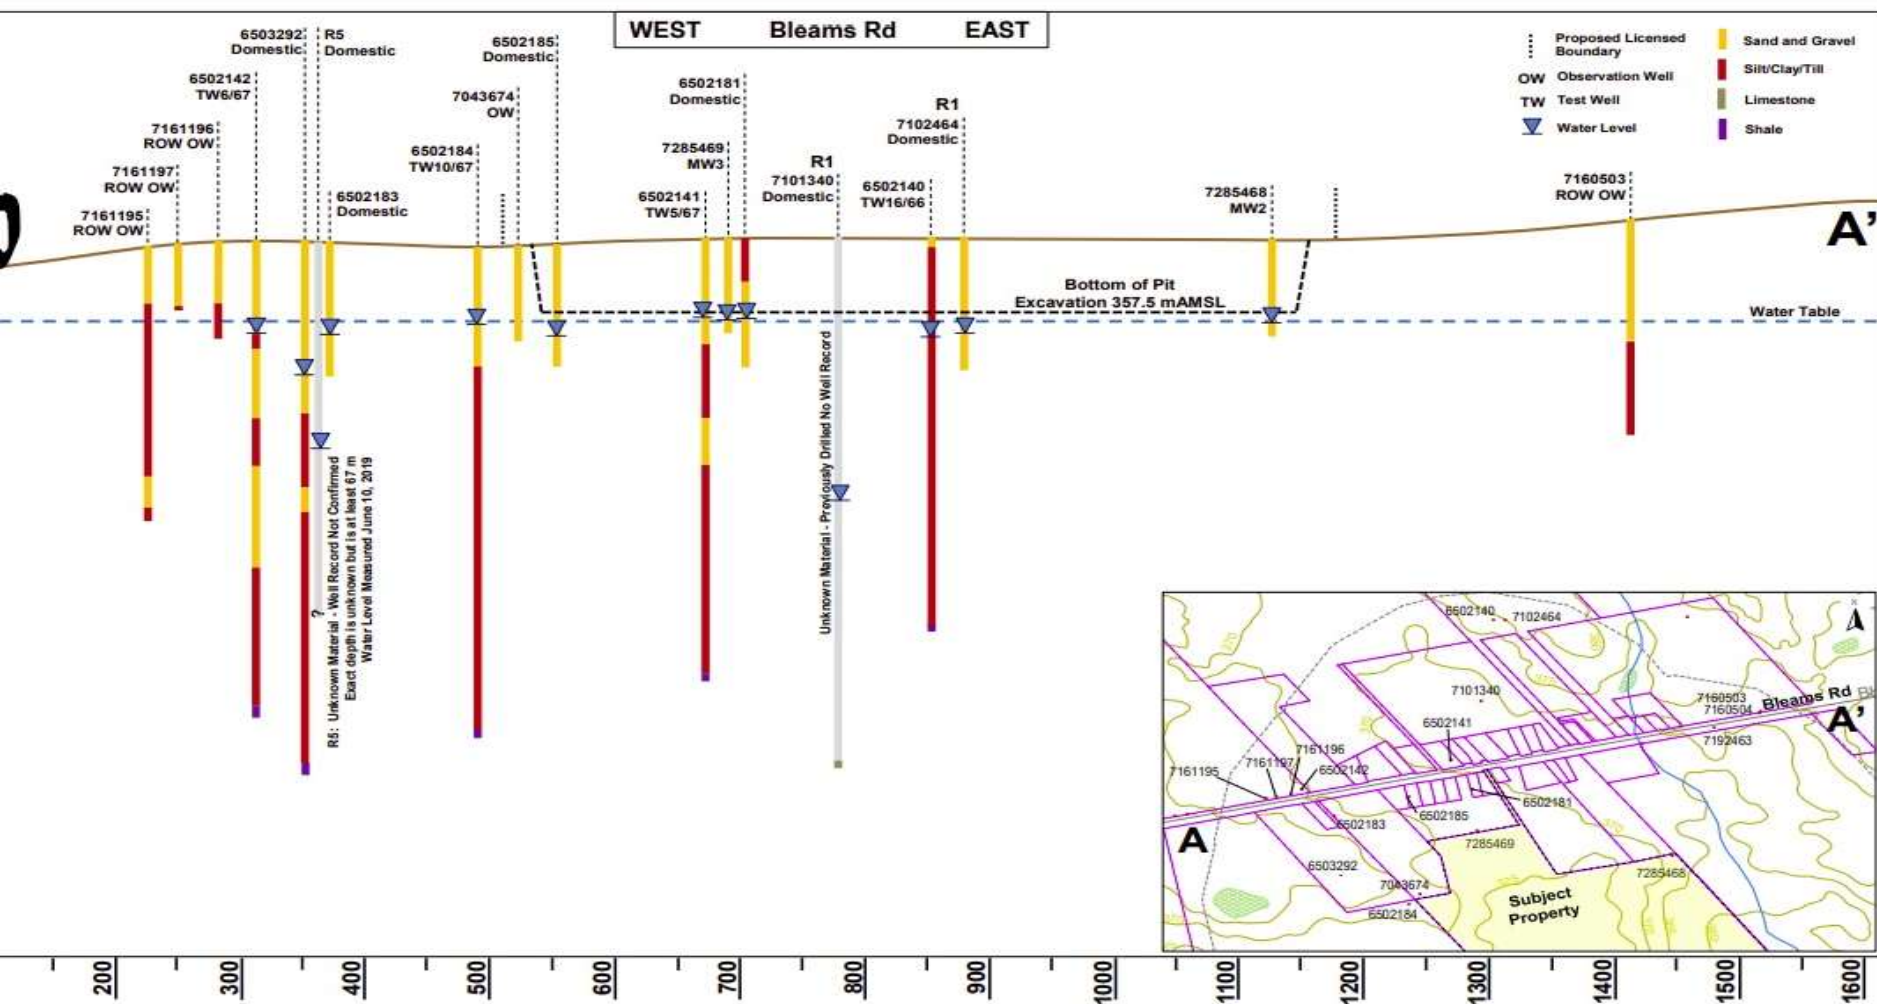 WEST Bleams Rd EAST
6503292
Domestic
R5
Domestic
6502142
TW6/67
7161196
ROW OW
7161197
ROW OW
7161195
ROW OW
6502183
Domestic
6502185
Domestic
7043674
OW
6502184
TW10/67
6502181
Domestic
7285469
MW3
6502141
TW5/67
R1
7101340
Domestic
6502140
TW16/66
R1
7102464
Domestic
7285468
MW2
7160503
ROW OW
Proposed Licensed
Boundary
OW Observation Well
TW Test Well
Water Level
Sand and Gravel
Silt/Clay/Till
Limestone
Shale
A'
Bottom of Pit
Excavation 357.5 mAMSL
Water Table
R5: Unknown Material - Well Record Not Confirmed
Exact depth is unknown but is at least 67 m
Water Level Measured June 10, 2019
?
Unknown Material - Previously Drilled No Well Record
6502140
7102464
7101340
6502141
7160503
7160504
Bleams Rd
A'
7192463
7161196
7161197
7161195
6502142
6502181
6502185
6502183
A
7285469
6503292
7043674
7285468
6502184
Subject
Property
370
200
300
400
500
600
700
800
900
1000
1100
1200
1300
1400
1500
1600